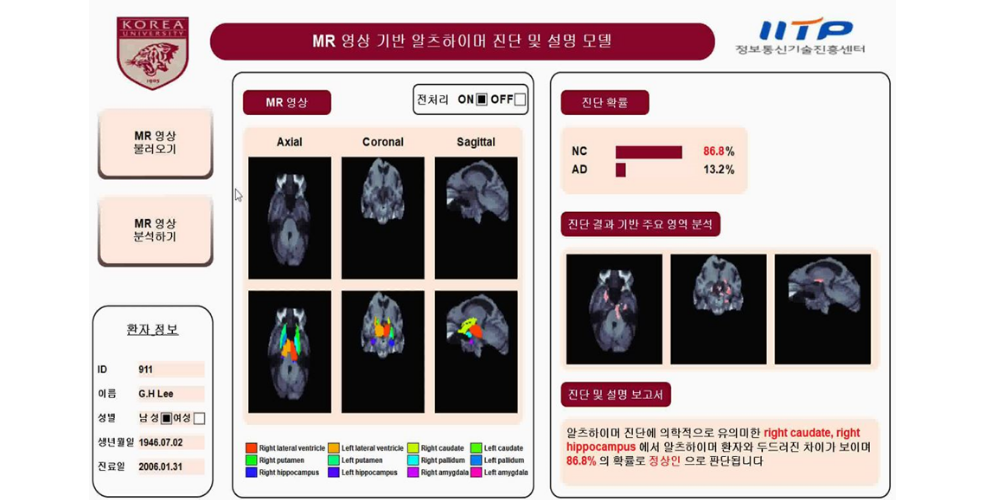 KOREA
UNIVERSITY
1905
MR 영상 기반 알츠하이머 진단 및 설명 모델
IITP
정보통신기술진흥센터
MR 영상
불러오기
MR 영상
분석하기
환자 정보
ID 911
이름 G.H Lee
성별 남성 여성
생년월일 1946.07.02
진료일 2006.01.31
MR 영상
전처리 ON OFF
Axial Coronal Sagittal
Right lateral ventricle Left lateral ventricle Right caudate Left caudate
Right putamen Left putamen Right pallidum Left pallidum
Right hippocampus Left hippocampus Right amygdala Left amygdala
진단 확률
NC 86.8%
AD 13.2%
진단 결과 기반 주요 영역 분석
진단 및 설명 보고서
알츠하이머 진단에 의학적으로 유의미한 right caudate, right
hippocampus 에서 알츠하이머 환자와 두드러진 차이가 보이며
86.8% 의 확률로 정상인 으로 판단됩니다